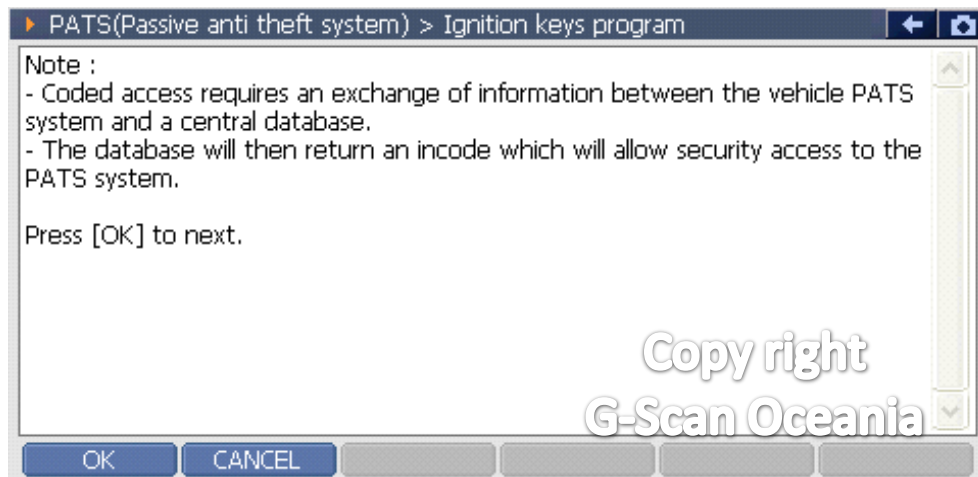 PATS(Passive anti theft system) > Ignition keys program
Note :
- Coded access requires an exchange of information between the vehicle PATS
system and a central database.
- The database will then return an incode which will allow security access to the
PATS system.
Press [OK] to next.
Copy right
G-Scan Oceania
OK CANCEL